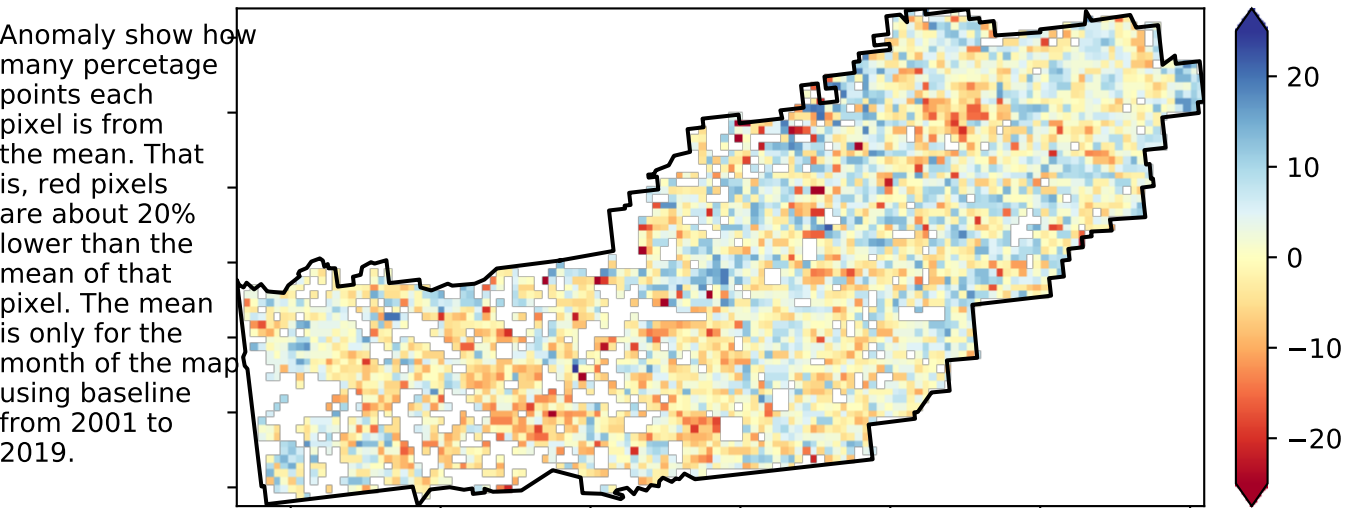 Anomaly show how
many percetage
points each
pixel is from
the mean. That
is, red pixels
are about 20%
lower than the
mean of that
pixel. The mean
is only for the
month of the map
using baseline
from 2001 to
2019.
20
10
0
−10
−20